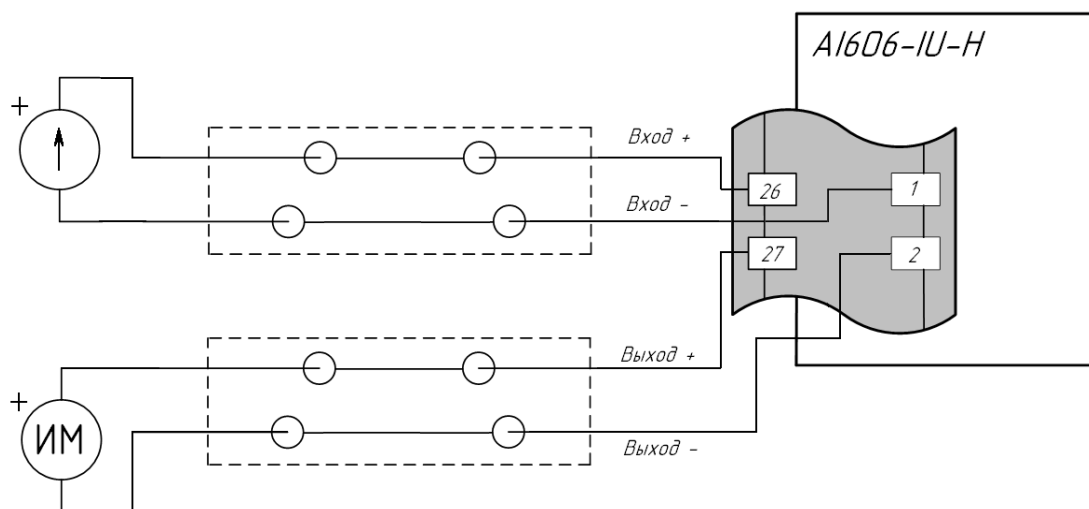 AI606-IU-H
+
Вход +
26
1
Вход -
27
2
Выход +
+
ИМ
Выход -